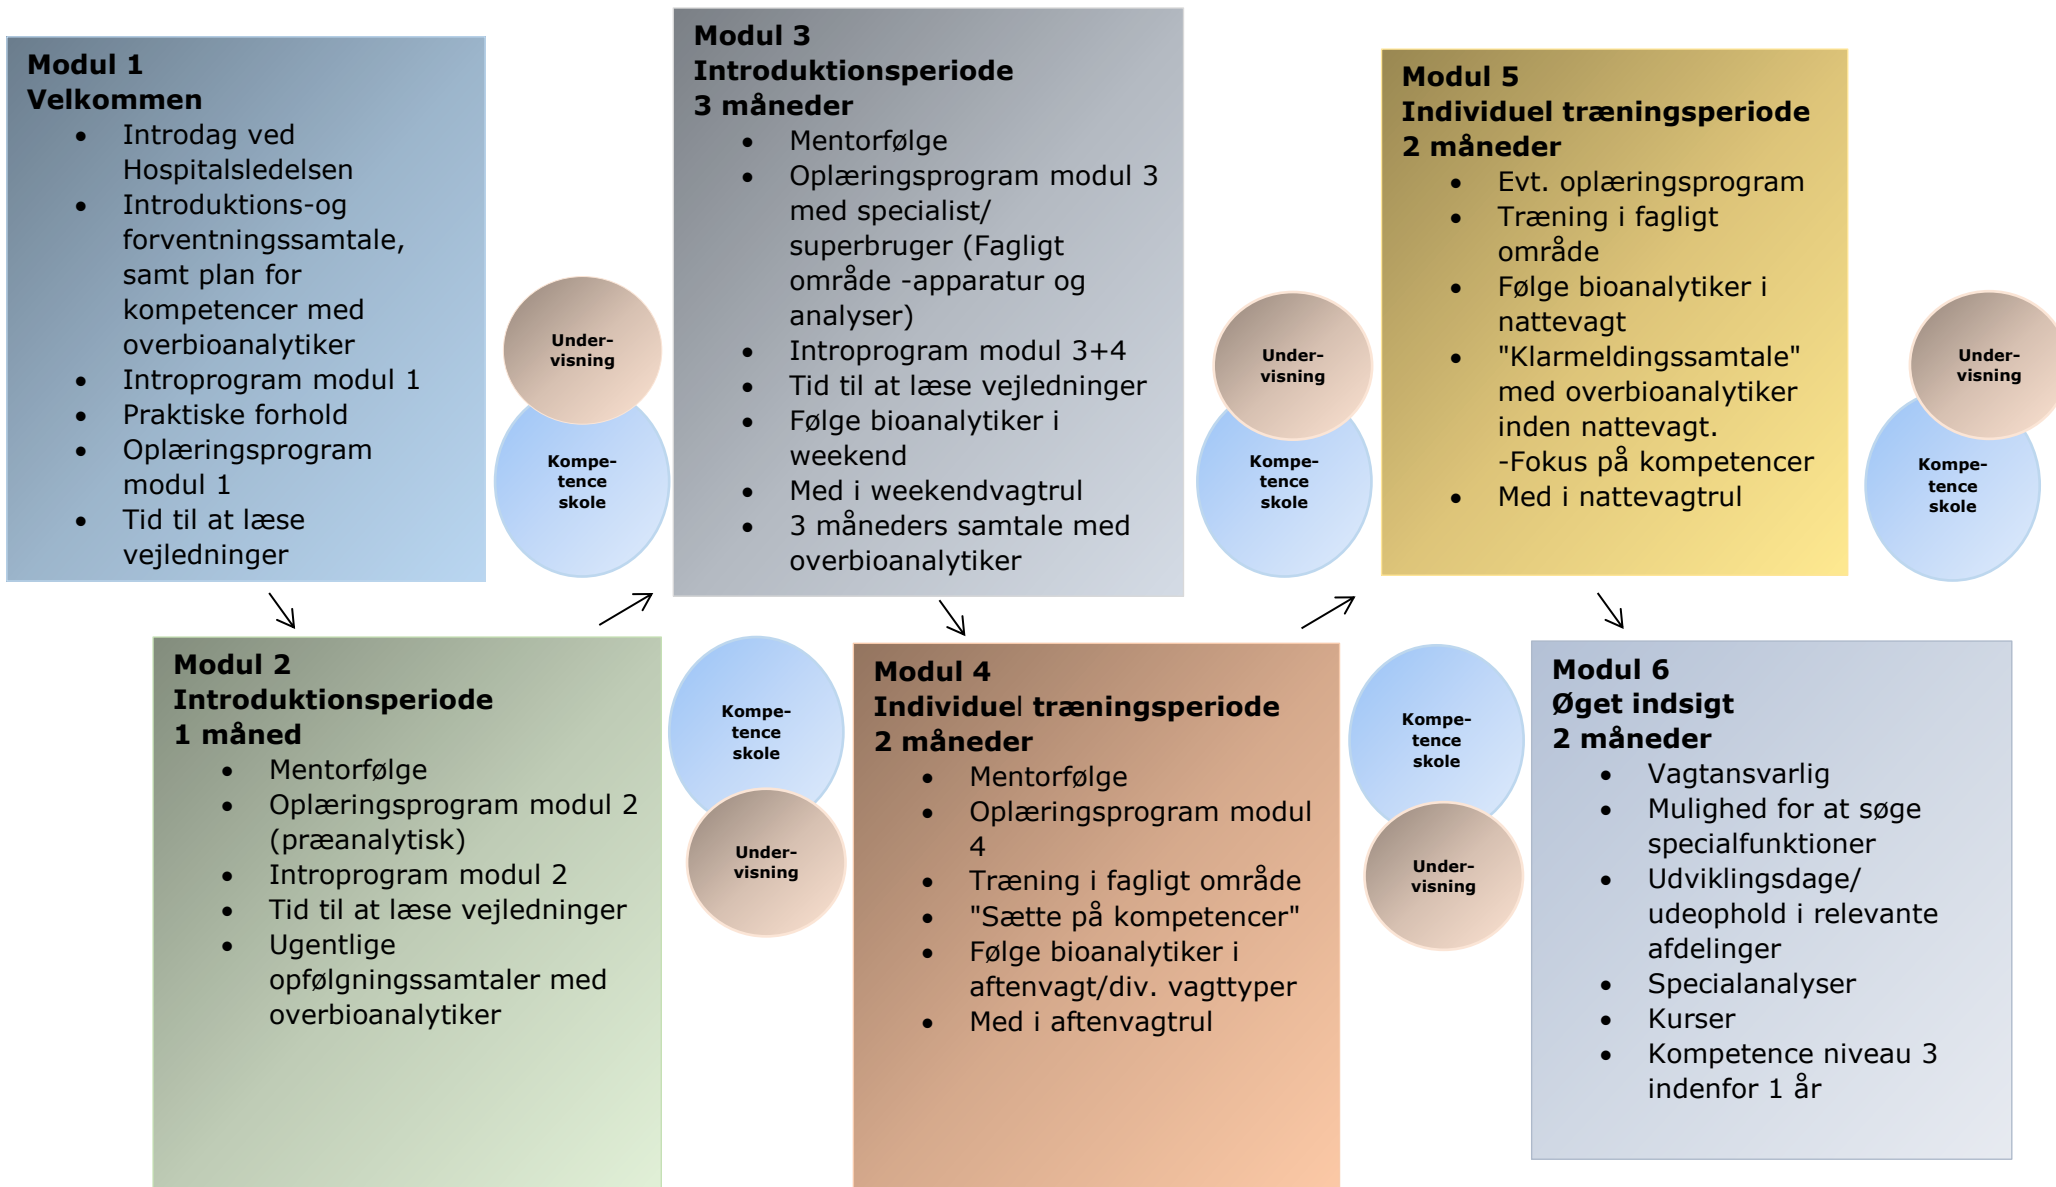 Modul 1
Velkommen
• Introdag ved
Hospitalsledelsen
• Introduktions-og
forventningssamtale,
samt plan for
kompetencer med
overbioanalytiker
• Introprogram modul 1
• Praktiske forhold
• Oplæringsprogram
modul 1
• Tid til at læse
vejledninger
Under-
visning
Kompe-
tence
skole
Modul 2
Introduktionsperiode
1 måned
• Mentorfølge
• Oplæringsprogram modul 2
(præanalytisk)
• Introprogram modul 2
• Tid til at læse vejledninger
• Ugentlige
opfølgningssamtaler med
overbioanalytiker
Kompe-
tence
skole
Under-
visning
Modul 3
Introduktionsperiode
3 måneder
• Mentorfølge
• Oplæringsprogram modul 3
med specialist/
superbruger (Fagligt
område -apparatur og
analyser)
• Introprogram modul 3+4
• Tid til at læse vejledninger
• Følge bioanalytiker i
weekend
• Med i weekendvagtrul
• 3 måneders samtale med
overbioanalytiker
Under-
visning
Kompe-
tence
skole
Modul 4
Individuel træningsperiode
2 måneder
• Mentorfølge
• Oplæringsprogram modul
4
• Træning i fagligt område
• "Sætte på kompetencer"
• Følge bioanalytiker i
aftenvagt/div. vagttyper
• Med i aftenvagtrul
Kompe-
tence
skole
Under-
visning
Modul 5
Individuel træningsperiode
2 måneder
• Evt. oplæringsprogram
• Træning i fagligt
område
• Følge bioanalytiker i
nattevagt
• "Klarmeldingssamtale"
med overbioanalytiker
inden nattevagt.
-Fokus på kompetencer
• Med i nattevagtrul
Under-
visning
Kompe-
tence
skole
Modul 6
Øget indsigt
2 måneder
• Vagtansvarlig
• Mulighed for at søge
specialfunktioner
• Udviklingsdage/
udeophold i relevante
afdelinger
• Specialanalyser
• Kurser
• Kompetence niveau 3
indenfor 1 år